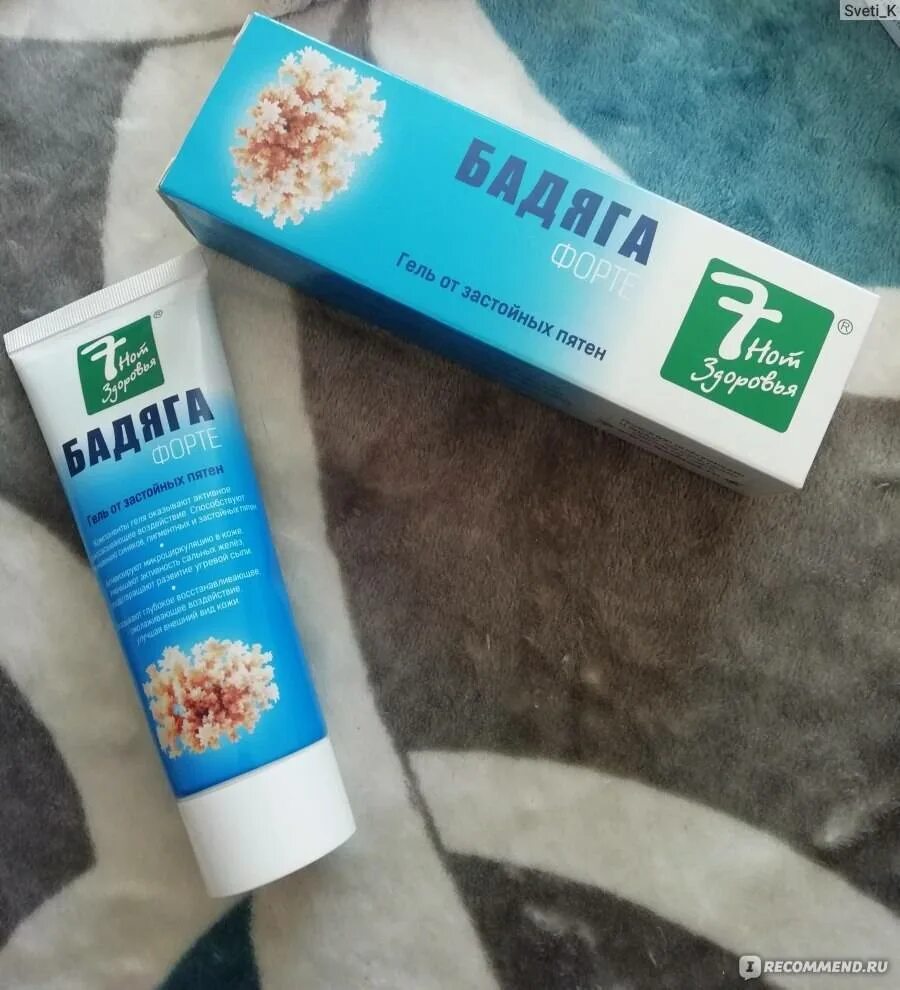 Sveti_K
БАДЯГА
ФОРТЕ
Гель от застойных пятен
7 Нот
Здоровья
®
7 Нот
Здоровья
®
БАДЯГА
ФОРТЕ
Гель от застойных пятен
Компоненты геля оказывают активное
воздействие. Способствуют
синяков, пигментных и застойных пятен.
микроциркуляцию в коже,
активность сальных желёз,
развитие угревой сыпи.
глубокое восстанавливающее,
воздействие,
улучшая внешний вид кожи.
IRECOMMEND.RU